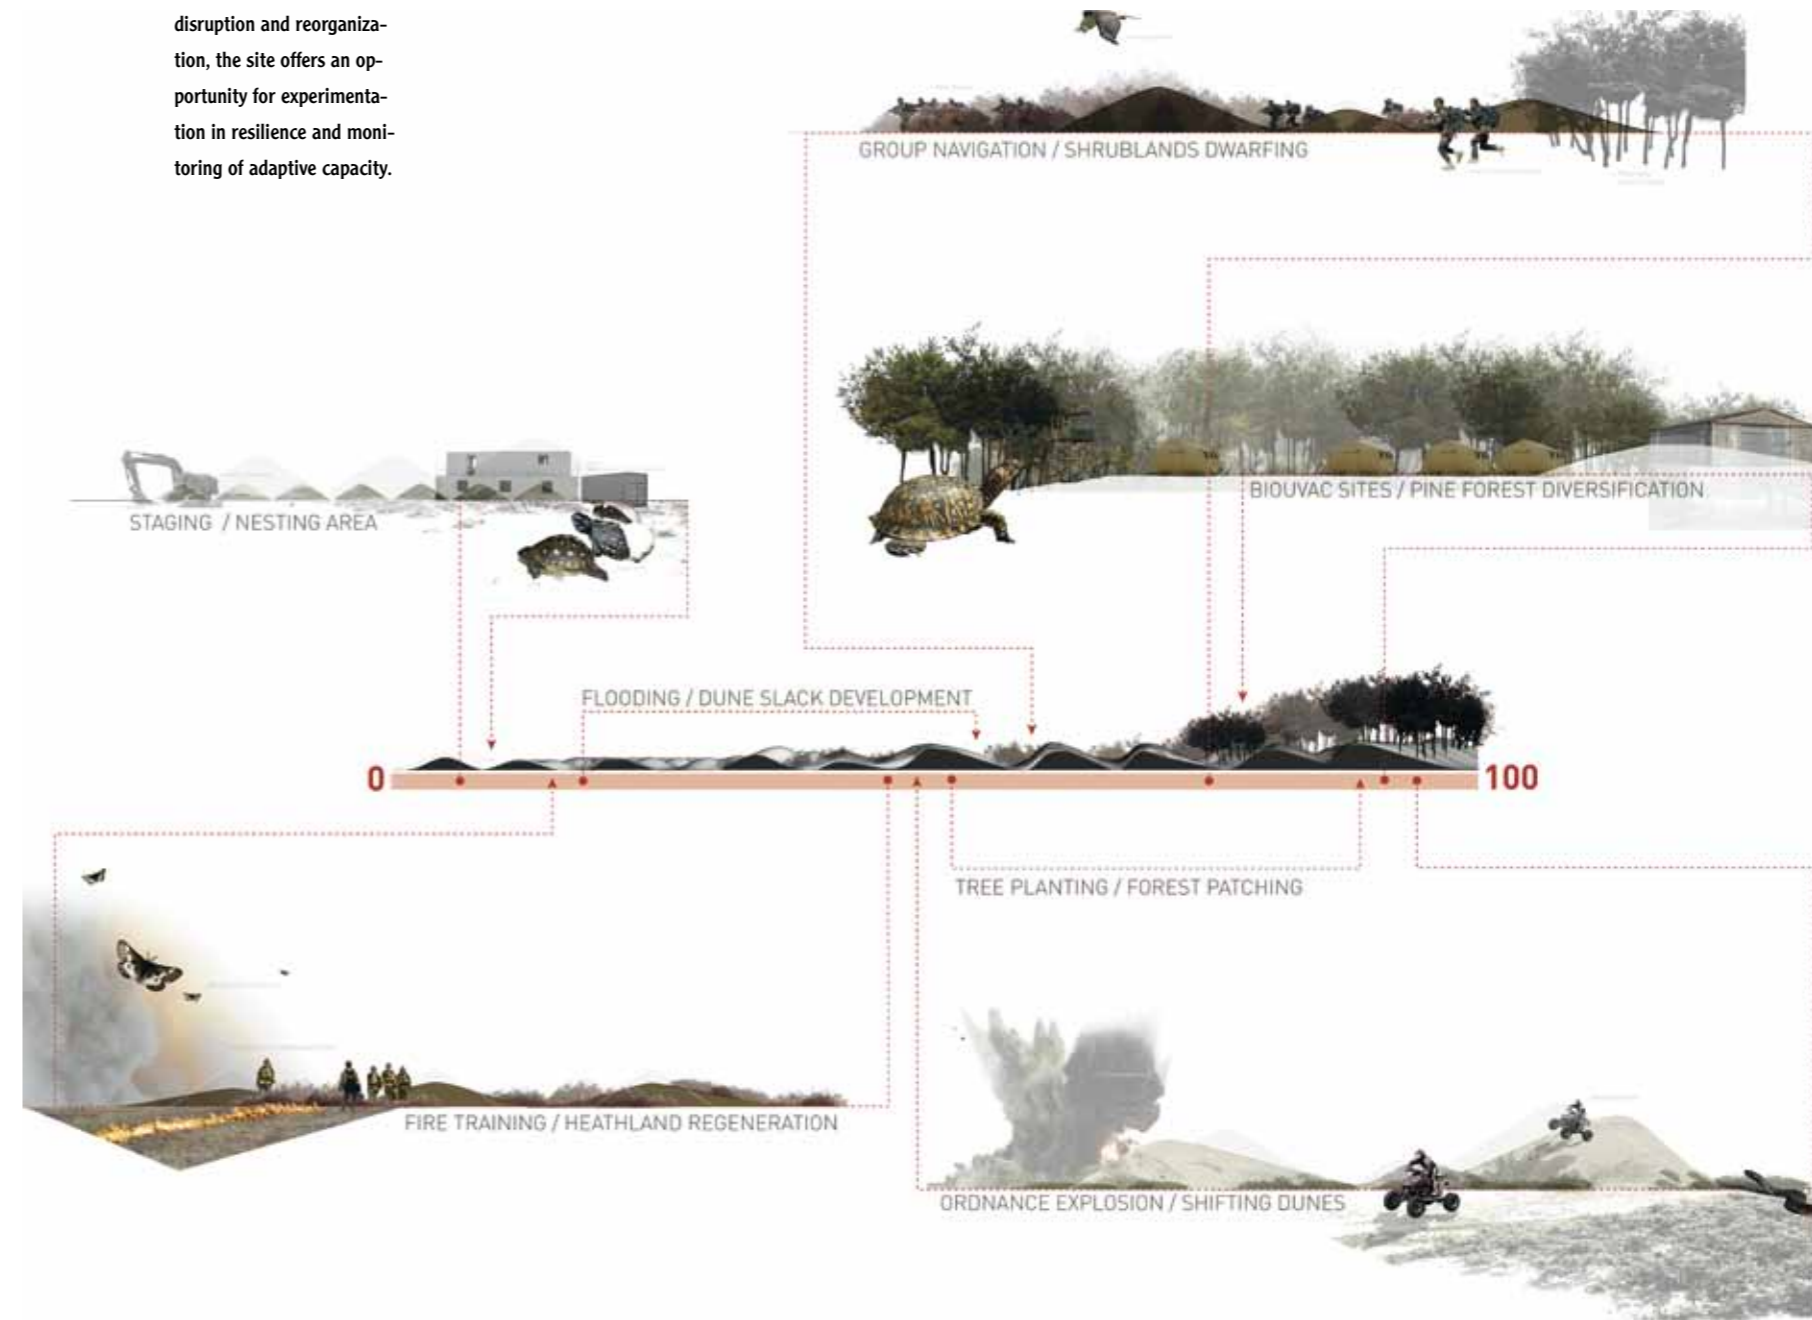 disruption and reorganiza-
tion, the site offers an op-
portunity for experimenta-
tion in resilience and moni-
toring of adaptive capacity.
GROUP NAVIGATION / SHRUBLANDS DWARFING
BIOUVAC SITES / PINE FOREST DIVERSIFICATION
STAGING / NESTING AREA
FLOODING / DUNE SLACK DEVELOPMENT
0
100
TREE PLANTING / FOREST PATCHING
FIRE TRAINING / HEATHLAND REGENERATION
ORDNANCE EXPLOSION / SHIFTING DUNES